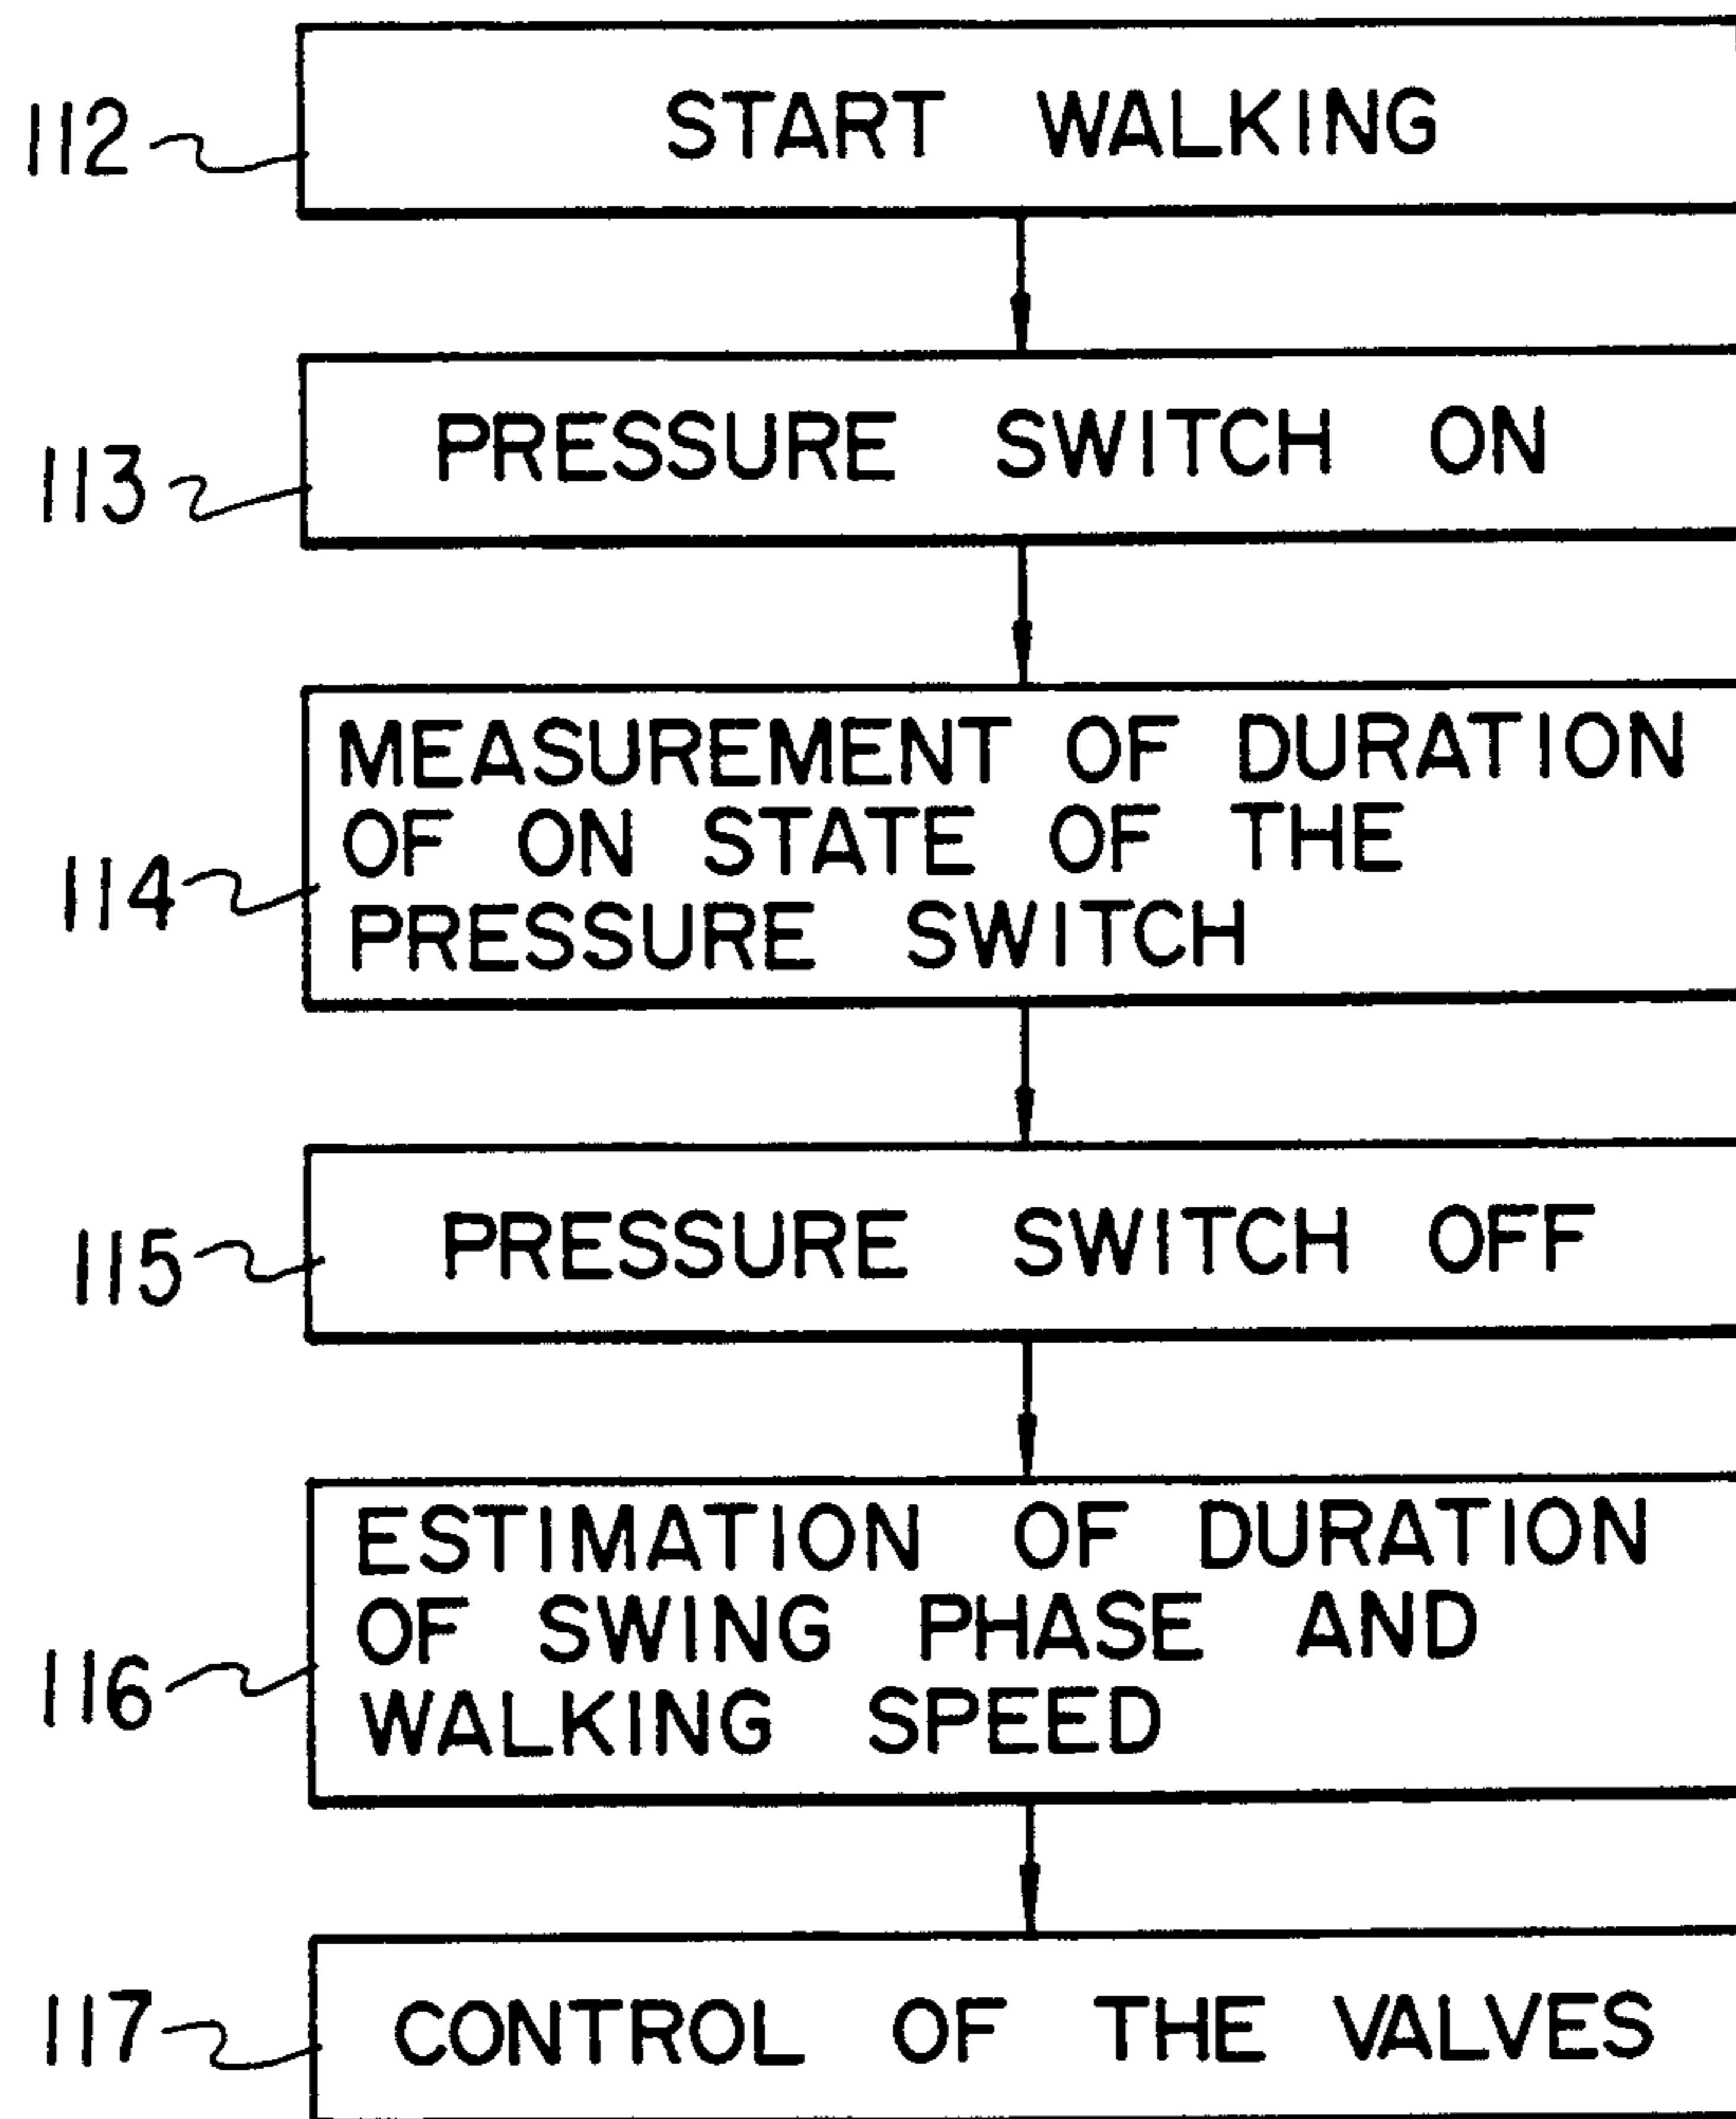 112
START WALKING
113
PRESSURE SWITCH ON
MEASUREMENT OF DURATION
OF ON STATE OF THE
114
PRESSURE SWITCH
115
PRESSURE SWITCH OFF
ESTIMATION OF DURATION
OF SWING PHASE AND
116
WALKING SPEED
117
CONTROL OF THE VALVES